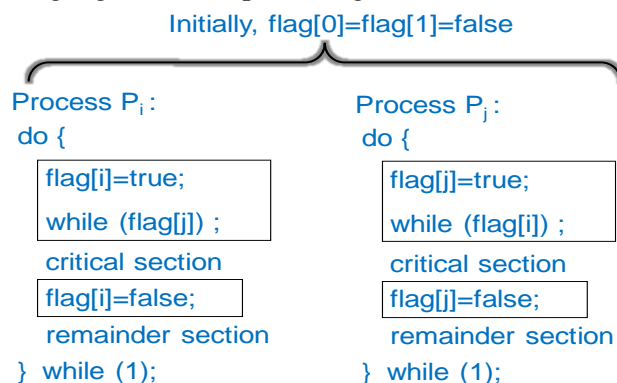 Initially, flag[0]=flag[1]=false
Process Pi :
do {
flag[i]=true;
while (flag[j]) ;
critical section
flag[i]=false;
remainder section
} while (1);
Process Pj :
do {
flag[j]=true;
while (flag[i]) ;
critical section
flag[j]=false;
remainder section
} while (1);